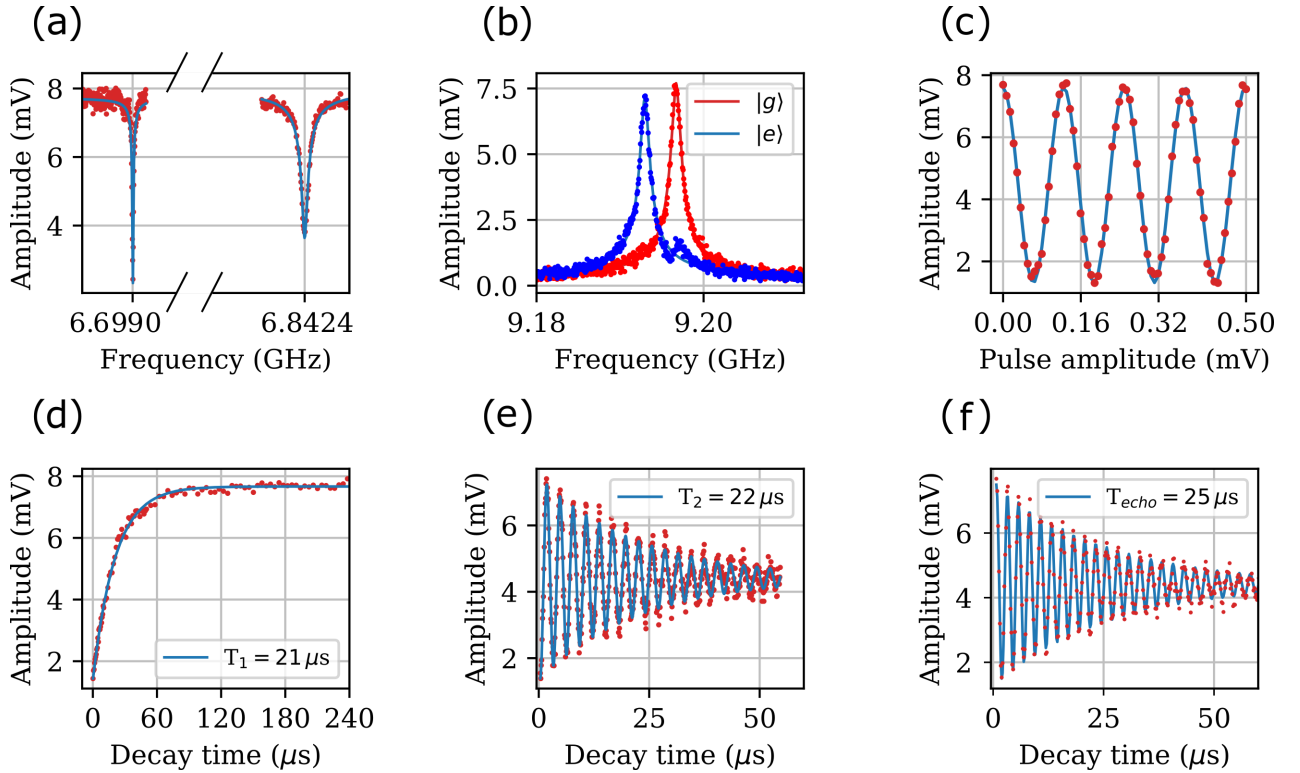 (a)
Amplitude (mV)
8
6
4
6.6990 6.8424
Frequency (GHz)
(b)
Amplitude (mV)
7.5
5.0
2.5
0.0
|g⟩
|e⟩
9.18 9.20
Frequency (GHz)
(c)
Amplitude (mV)
8
6
4
2
0.00 0.16 0.32 0.50
Pulse amplitude (mV)
(d)
Amplitude (mV)
8
6
4
2
T₁ = 21 μs
0 60 120 180 240
Decay time (μs)
(e)
Amplitude (mV)
6
4
2
T₂ = 22 μs
0 25 50
Decay time (μs)
(f)
Amplitude (mV)
8
6
4
2
T_echo = 25 μs
0 25 50
Decay time (μs)